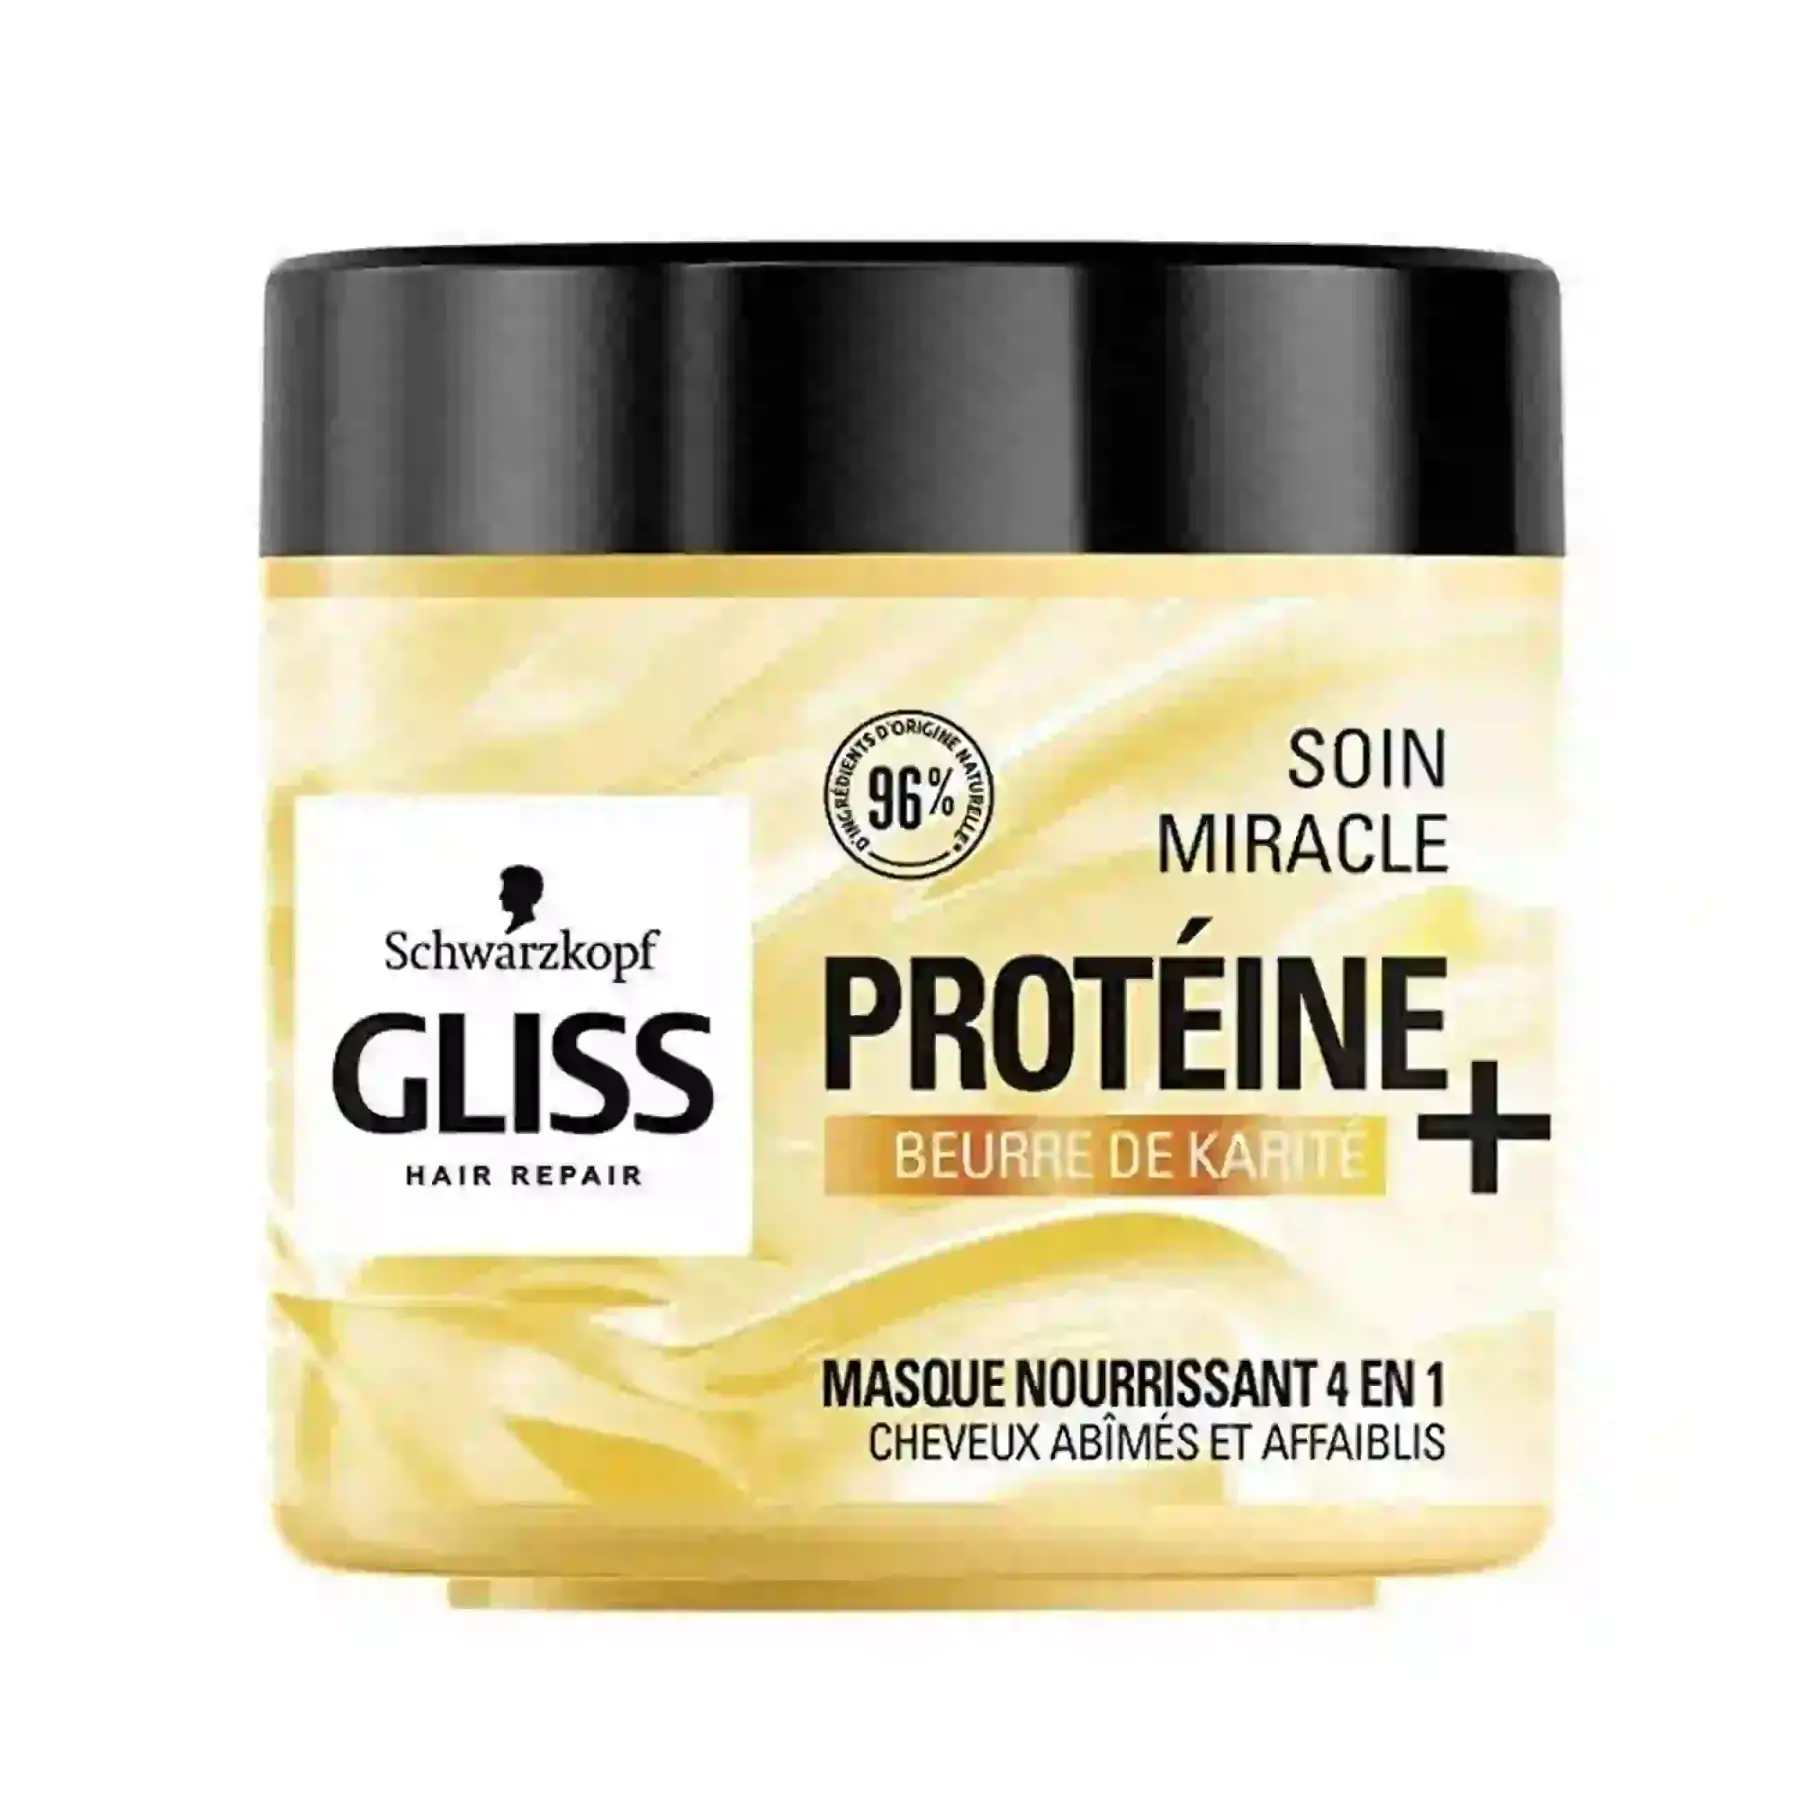 D'INGRÉDIENTS D'ORIGINE NATURELLE*
96%
SOIN
MIRACLE
Schwarzkopf
GLISS
HAIR REPAIR
PROTÉINE
+
BEURRE DE KARITÉ
MASQUE NOURRISSANT 4 EN 1
CHEVEUX ABÎMÉS ET AFFAIBLIS